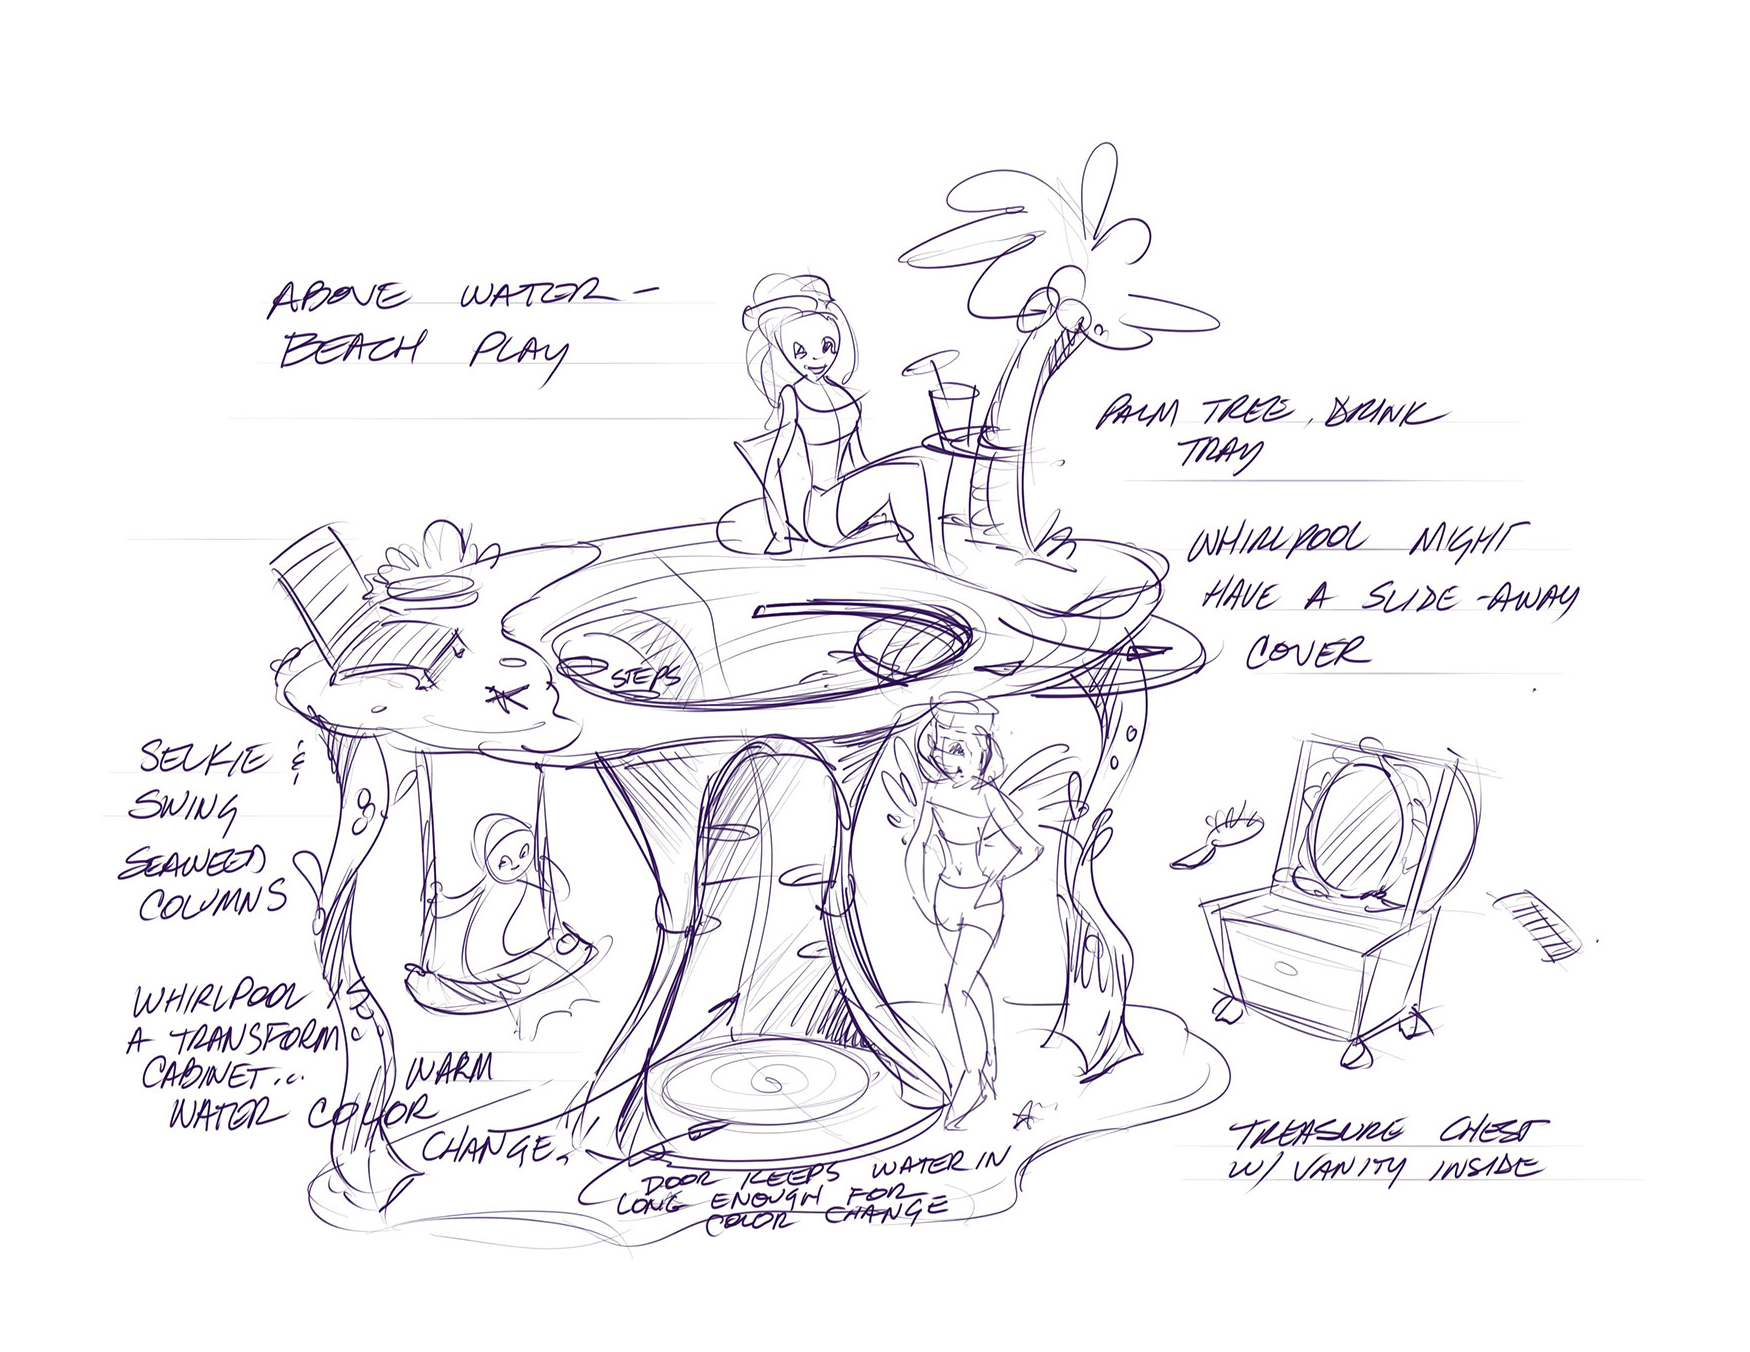 ABOVE WATER -
BEACH PLAY
PALM TREE, DRINK
TRAY
WHIRLPOOL MIGHT
HAVE A SLIDE-AWAY
COVER
STEPS
SELKIE &
SWING
SEAWEED
COLUMNS
WHIRLPOOL IS
A TRANSFORM
CABINET...
WARM
WATER COLOR
CHANGE.
DOOR KEEPS WATER IN
LONG ENOUGH FOR
COLOR CHANGE
TREASURE CHEST
W/ VANITY INSIDE